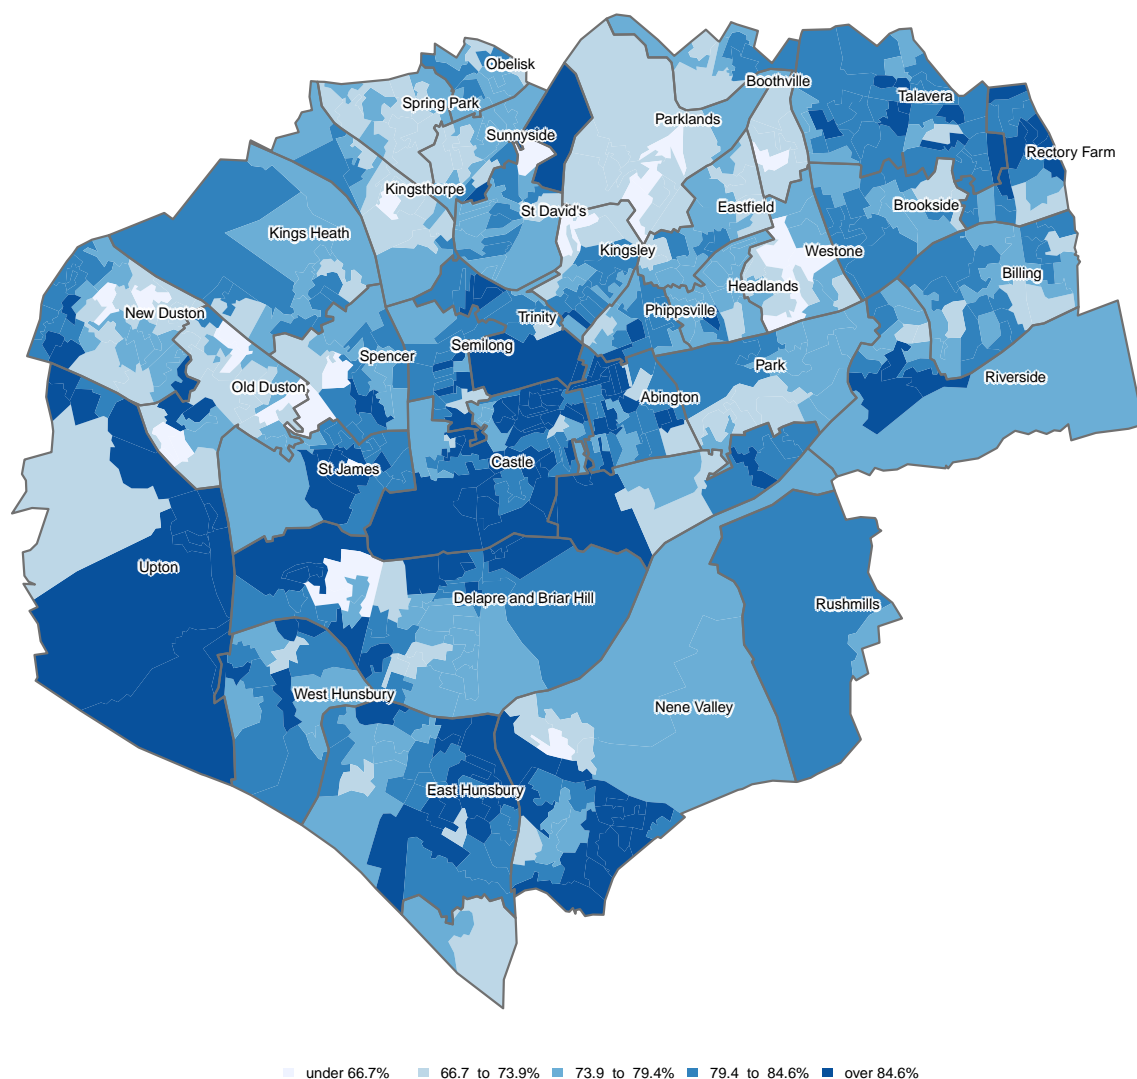 Obelisk
Boothville
Spring Park
Talavera
Parklands
Sunnyside
Rectory Farm
Kingsthorpe
St David's
Eastfield
Brookside
Kings Heath
Kingsley
Westone
Billing
Headlands
New Duston
Trinity
Phippsville
Semilong
Spencer
Park
Riverside
Old Duston
Abington
St James
Castle
Upton
Delapre and Briar Hill
Rushmills
West Hunsbury
Nene Valley
East Hunsbury
under 66.7% 66.7 to 73.9% 73.9 to 79.4% 79.4 to 84.6% over 84.6%